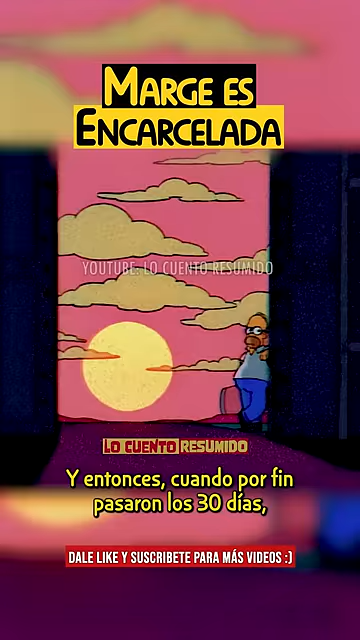 MARGE ES
ENCARCELADA
YOUTUBE: LO CUENTO RESUMIDO
LO CUENTO RESUMIDO
Y entonces, cuando por fin
pasaron los 30 días,
DALE LIKE Y SUSCRIBETE PARA MÁS VIDEOS :)